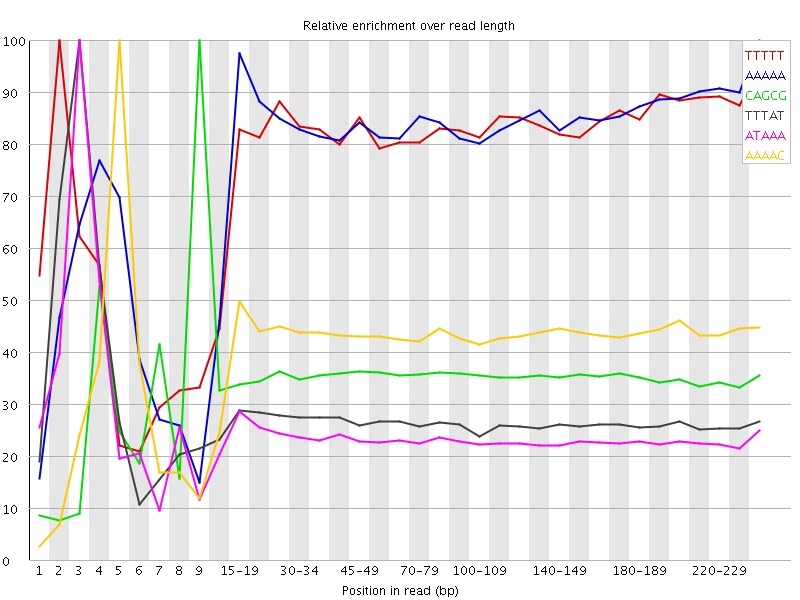 Relative enrichment over read length
100
90
80
70
60
50
40
30
20
10
0
TTTTT
AAAAA
CAGCG
TTTAT
ATAAA
AAAAC
1 2 3 4 5 6 7 8 9 15-19 30-34 45-49 70-79 100-109 140-149 180-189 220-229
Position in read (bp)